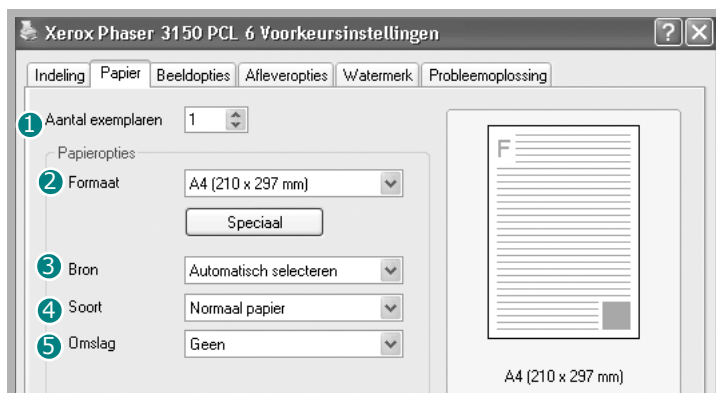 Xerox Phaser 3150 PCL 6 Voorkeursinstellingen
Indeling Papier Beeldopties Afleveropties Watermerk Probleemoplossing
1 Aantal exemplaren 1
Papieropties
2 Formaat A4 (210 x 297 mm)
Speciaal
3 Bron Automatisch selecteren
4 Soort Normaal papier
5 Omslag Geen
F
A4 (210 x 297 mm)